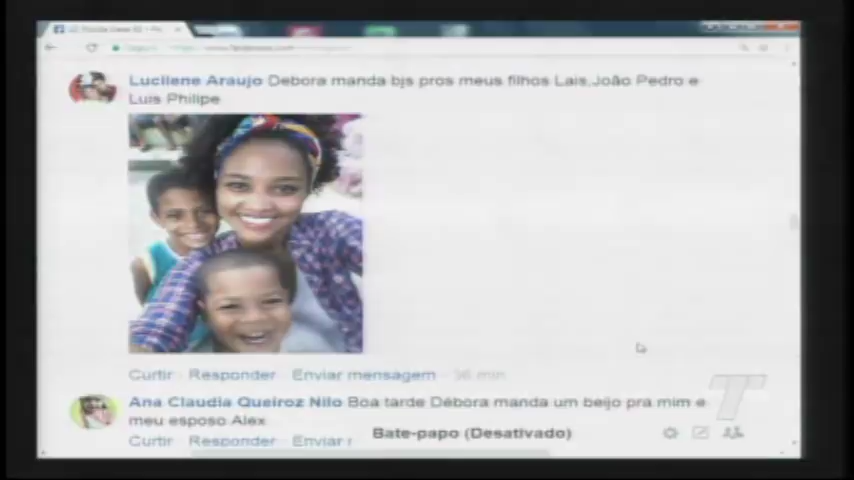 Lucilene Araujo Debora manda bjs pros meus filhos Lais,João Pedro e
Luis Philipe
Curtir Responder Enviar mensagem 36 min
Ana Claudia Queiroz Nilo Boa tarde Débora manda um beijo pra mim e
meu esposo Alex
Curtir Responder Enviar
Bate-papo (Desativado)
T